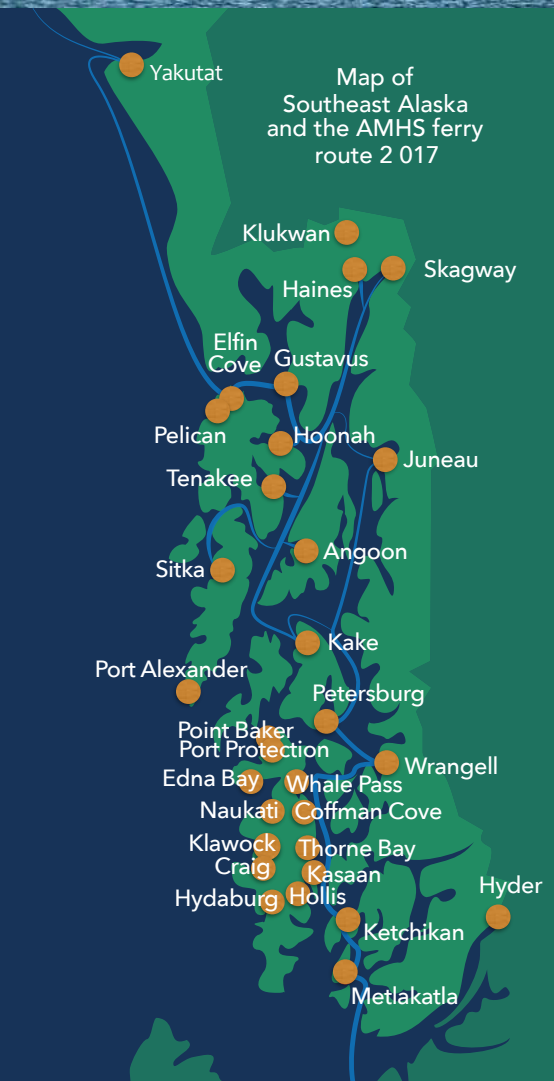 Yakutat
Map of
Southeast Alaska
and the AMHS ferry
route 2 017
Klukwan
Haines
Skagway
Elfin
Cove
Gustavus
Pelican
Hoonah
Juneau
Tenakee
Angoon
Sitka
Kake
Port Alexander
Petersburg
Point Baker
Port Protection
Wrangell
Edna Bay
Whale Pass
Naukati
Coffman Cove
Klawock
Thorne Bay
Craig
Kasaan
Hyder
Hydaburg
Hollis
Ketchikan
Metlakatla